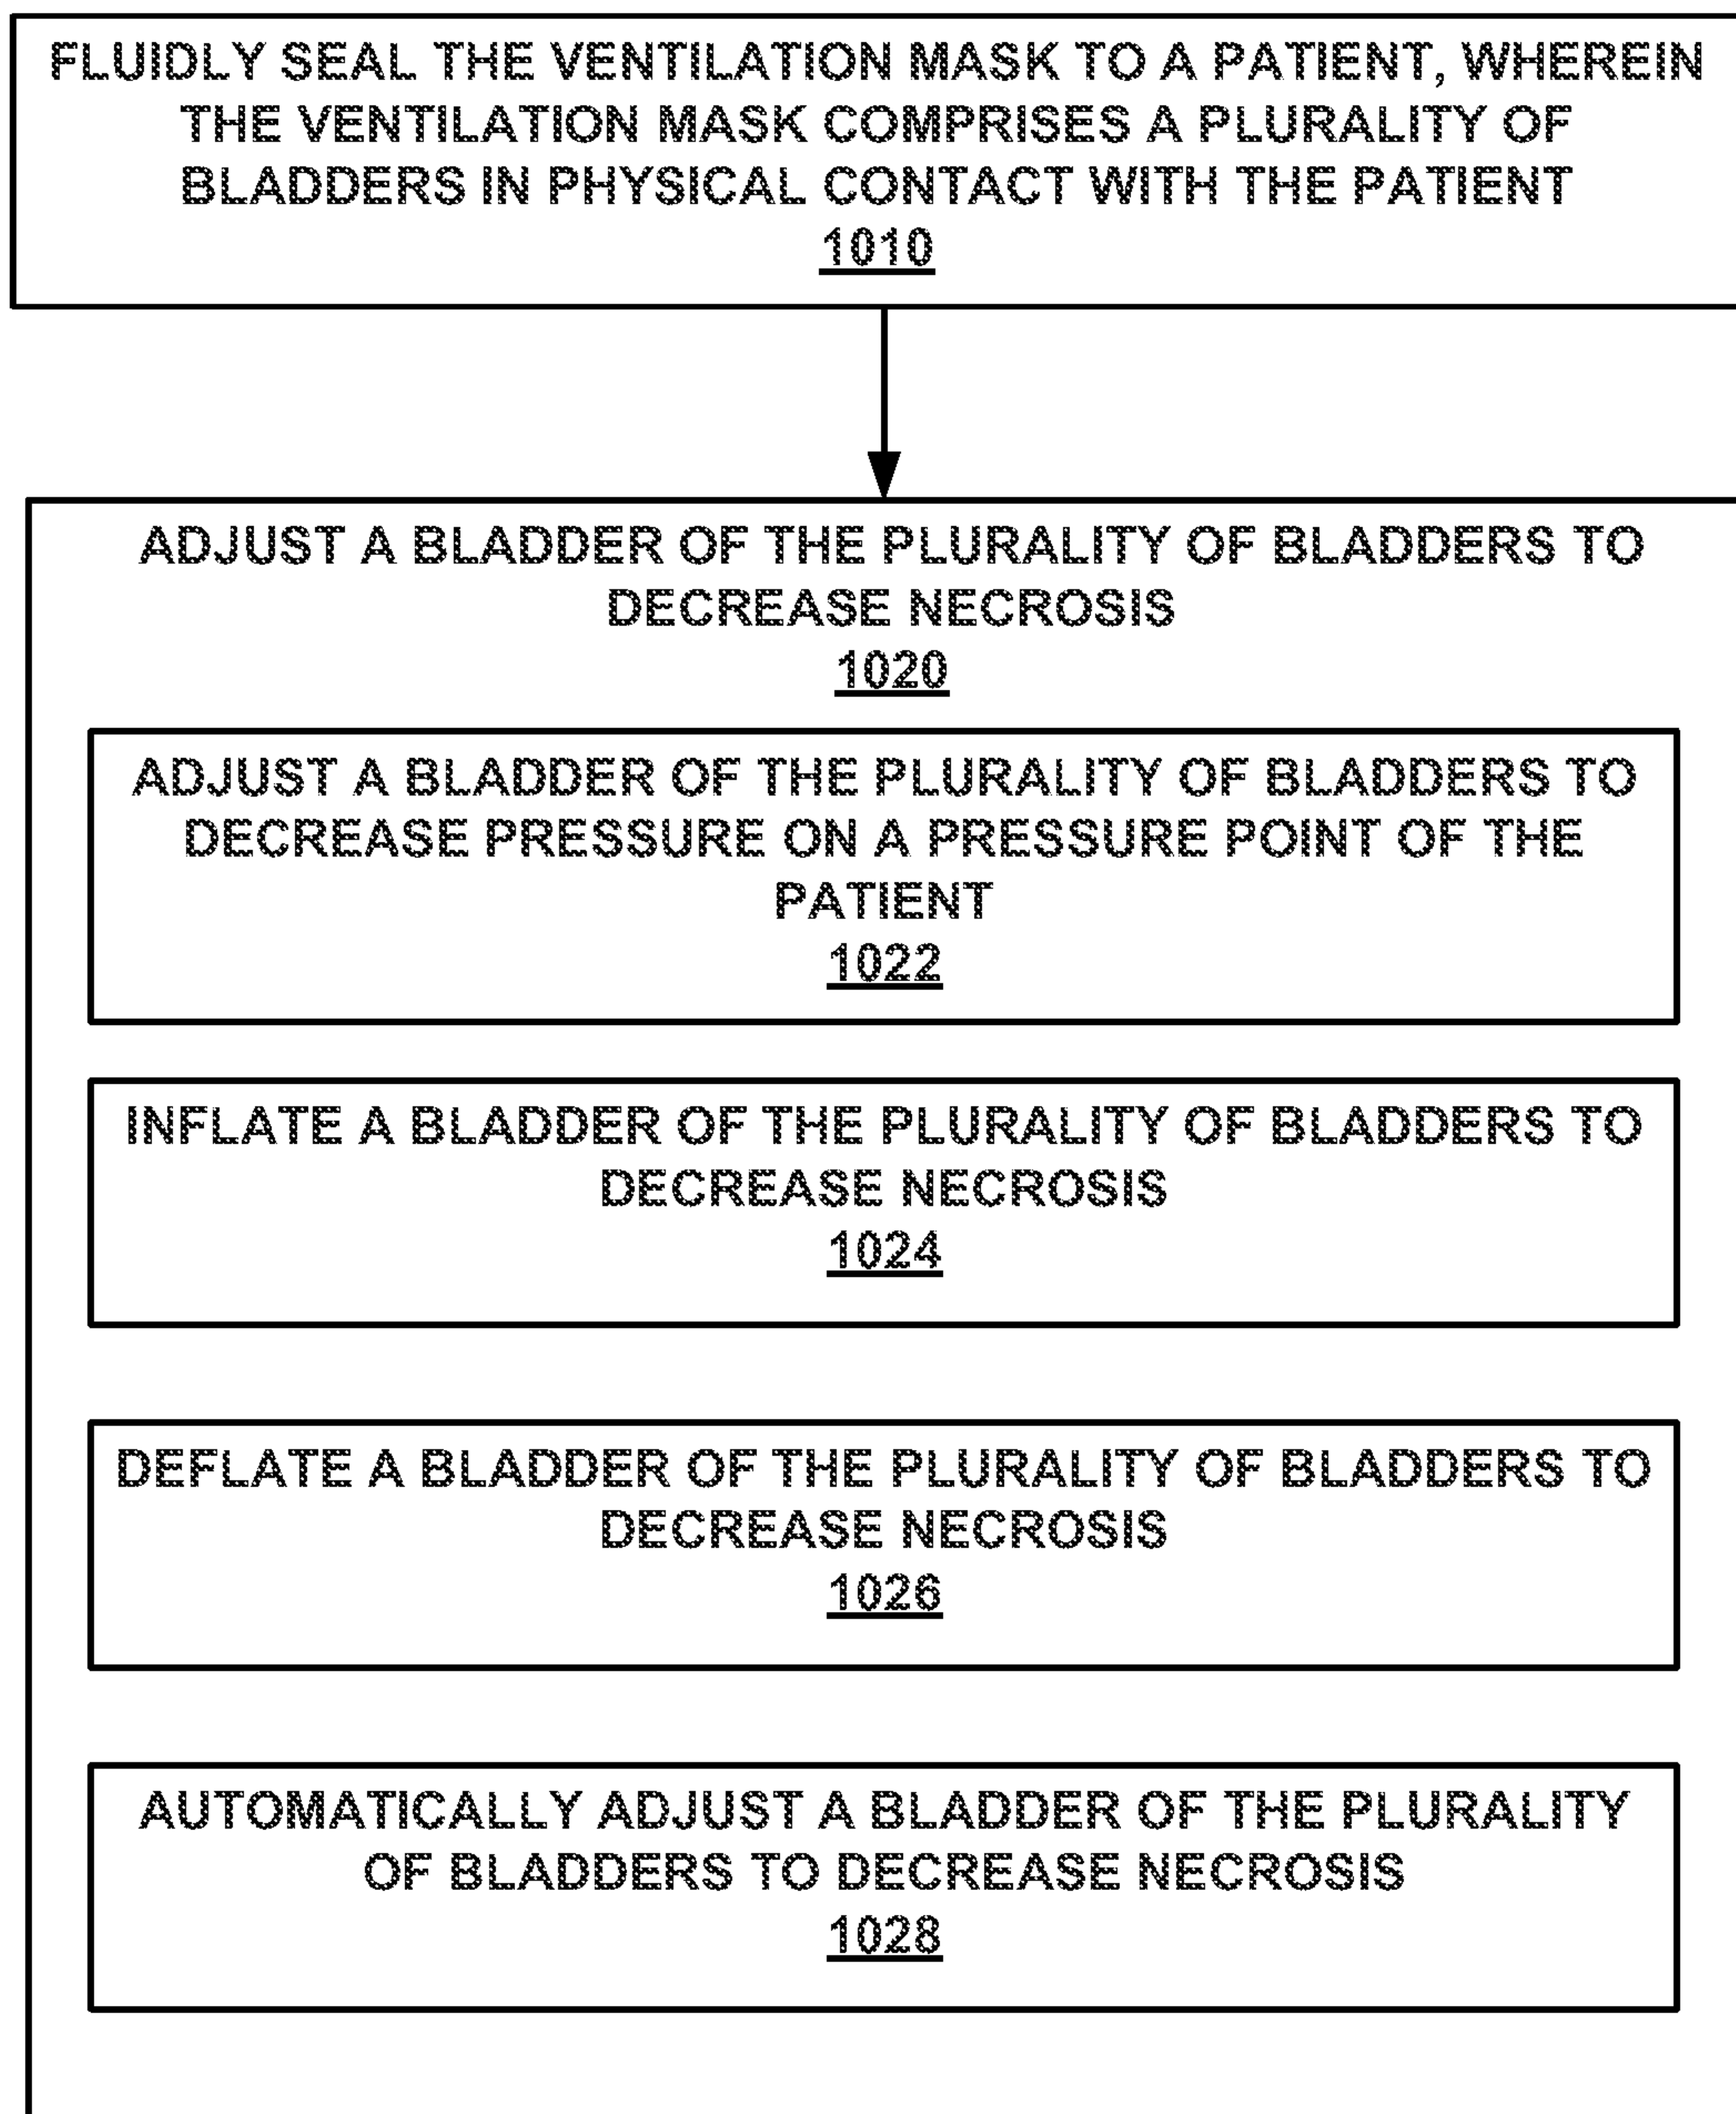 FLUIDLY SEAL THE VENTILATION MASK TO A PATIENT, WHEREIN
THE VENTILATION MASK COMPRISES A PLURALITY OF
BLADDERS IN PHYSICAL CONTACT WITH THE PATIENT
1010
ADJUST A BLADDER OF THE PLURALITY OF BLADDERS TO
DECREASE NECROSIS
1020
ADJUST A BLADDER OF THE PLURALITY OF BLADDERS TO
DECREASE PRESSURE ON A PRESSURE POINT OF THE
PATIENT
1022
INFLATE A BLADDER OF THE PLURALITY OF BLADDERS TO
DECREASE NECROSIS
1024
DEFLATE A BLADDER OF THE PLURALITY OF BLADDERS TO
DECREASE NECROSIS
1026
AUTOMATICALLY ADJUST A BLADDER OF THE PLURALITY
OF BLADDERS TO DECREASE NECROSIS
1028